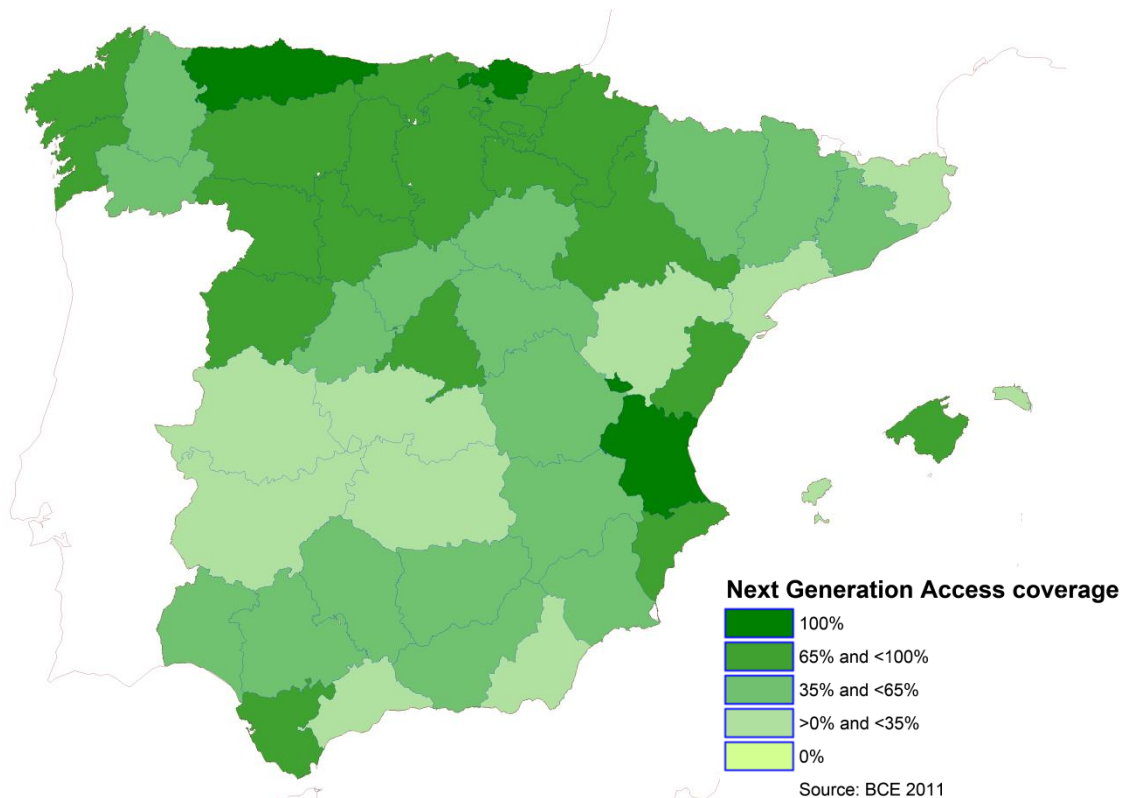 Next Generation Access coverage
100%
65% and <100%
35% and <65%
>0% and <35%
0%
Source: BCE 2011